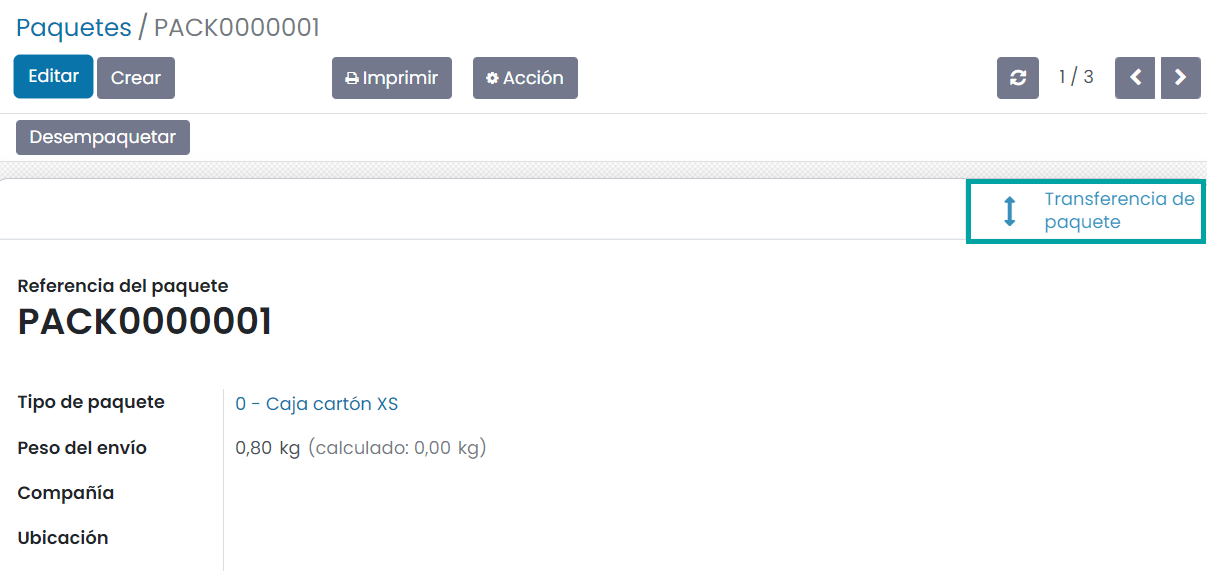 Paquetes / PACK0000001
Editar Crear Imprimir Acción 1 / 3
Desempaquetar
Transferencia de
paquete
Referencia del paquete
PACK0000001
Tipo de paquete 0 - Caja cartón XS
Peso del envío 0,80 kg (calculado: 0,00 kg)
Compañía
Ubicación